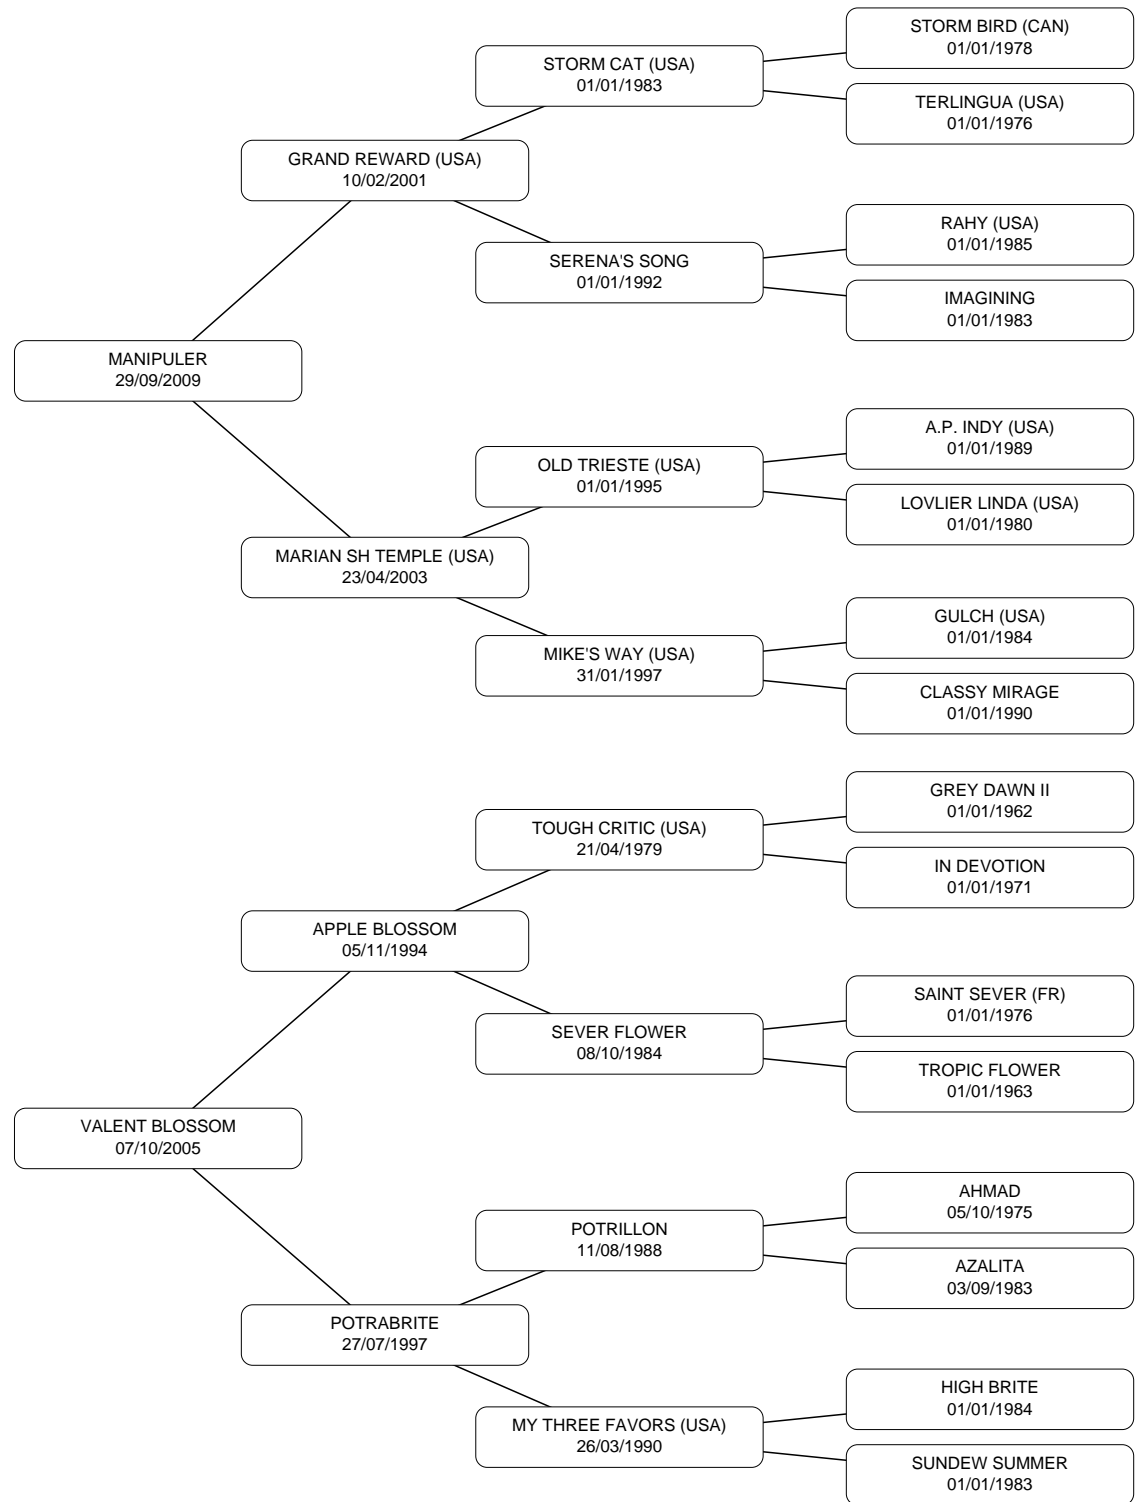 STORM BIRD (CAN)
01/01/1978
STORM CAT (USA)
01/01/1983
TERLINGUA (USA)
01/01/1976
GRAND REWARD (USA)
10/02/2001
RAHY (USA)
01/01/1985
SERENA'S SONG
01/01/1992
IMAGINING
01/01/1983
MANIPULER
29/09/2009
A.P. INDY (USA)
01/01/1989
OLD TRIESTE (USA)
01/01/1995
LOVLIER LINDA (USA)
01/01/1980
MARIAN SH TEMPLE (USA)
23/04/2003
GULCH (USA)
01/01/1984
MIKE'S WAY (USA)
31/01/1997
CLASSY MIRAGE
01/01/1990
GREY DAWN II
01/01/1962
TOUGH CRITIC (USA)
21/04/1979
IN DEVOTION
01/01/1971
APPLE BLOSSOM
05/11/1994
SAINT SEVER (FR)
01/01/1976
SEVER FLOWER
08/10/1984
TROPIC FLOWER
01/01/1963
VALENT BLOSSOM
07/10/2005
AHMAD
05/10/1975
POTRILLON
11/08/1988
AZALITA
03/09/1983
POTRABRITE
27/07/1997
HIGH BRITE
01/01/1984
MY THREE FAVORS (USA)
26/03/1990
SUNDEW SUMMER
01/01/1983